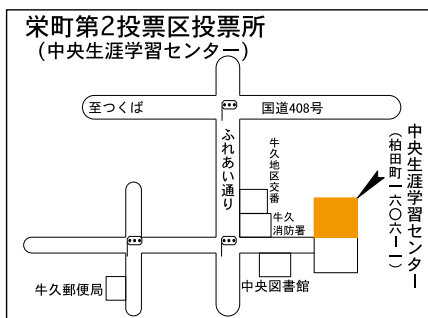 栄町第2投票区投票所
(中央生涯学習センター)
至つくば
国道408号
ふれあい通り
牛久地区交番
牛久
消防署
中央生涯学習センター
(柏田町一六〇六ー一)
牛久郵便局
中央図書館